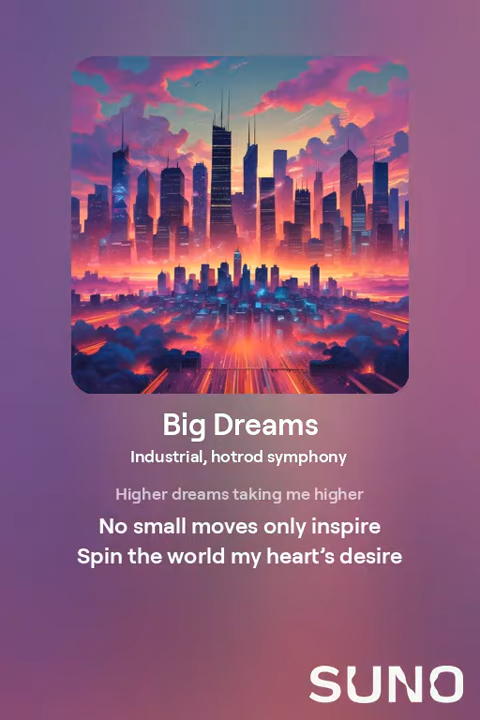 Big Dreams
Industrial, hotrod symphony
Higher dreams taking me higher
No small moves only inspire
Spin the world my heart's desire
SUNO